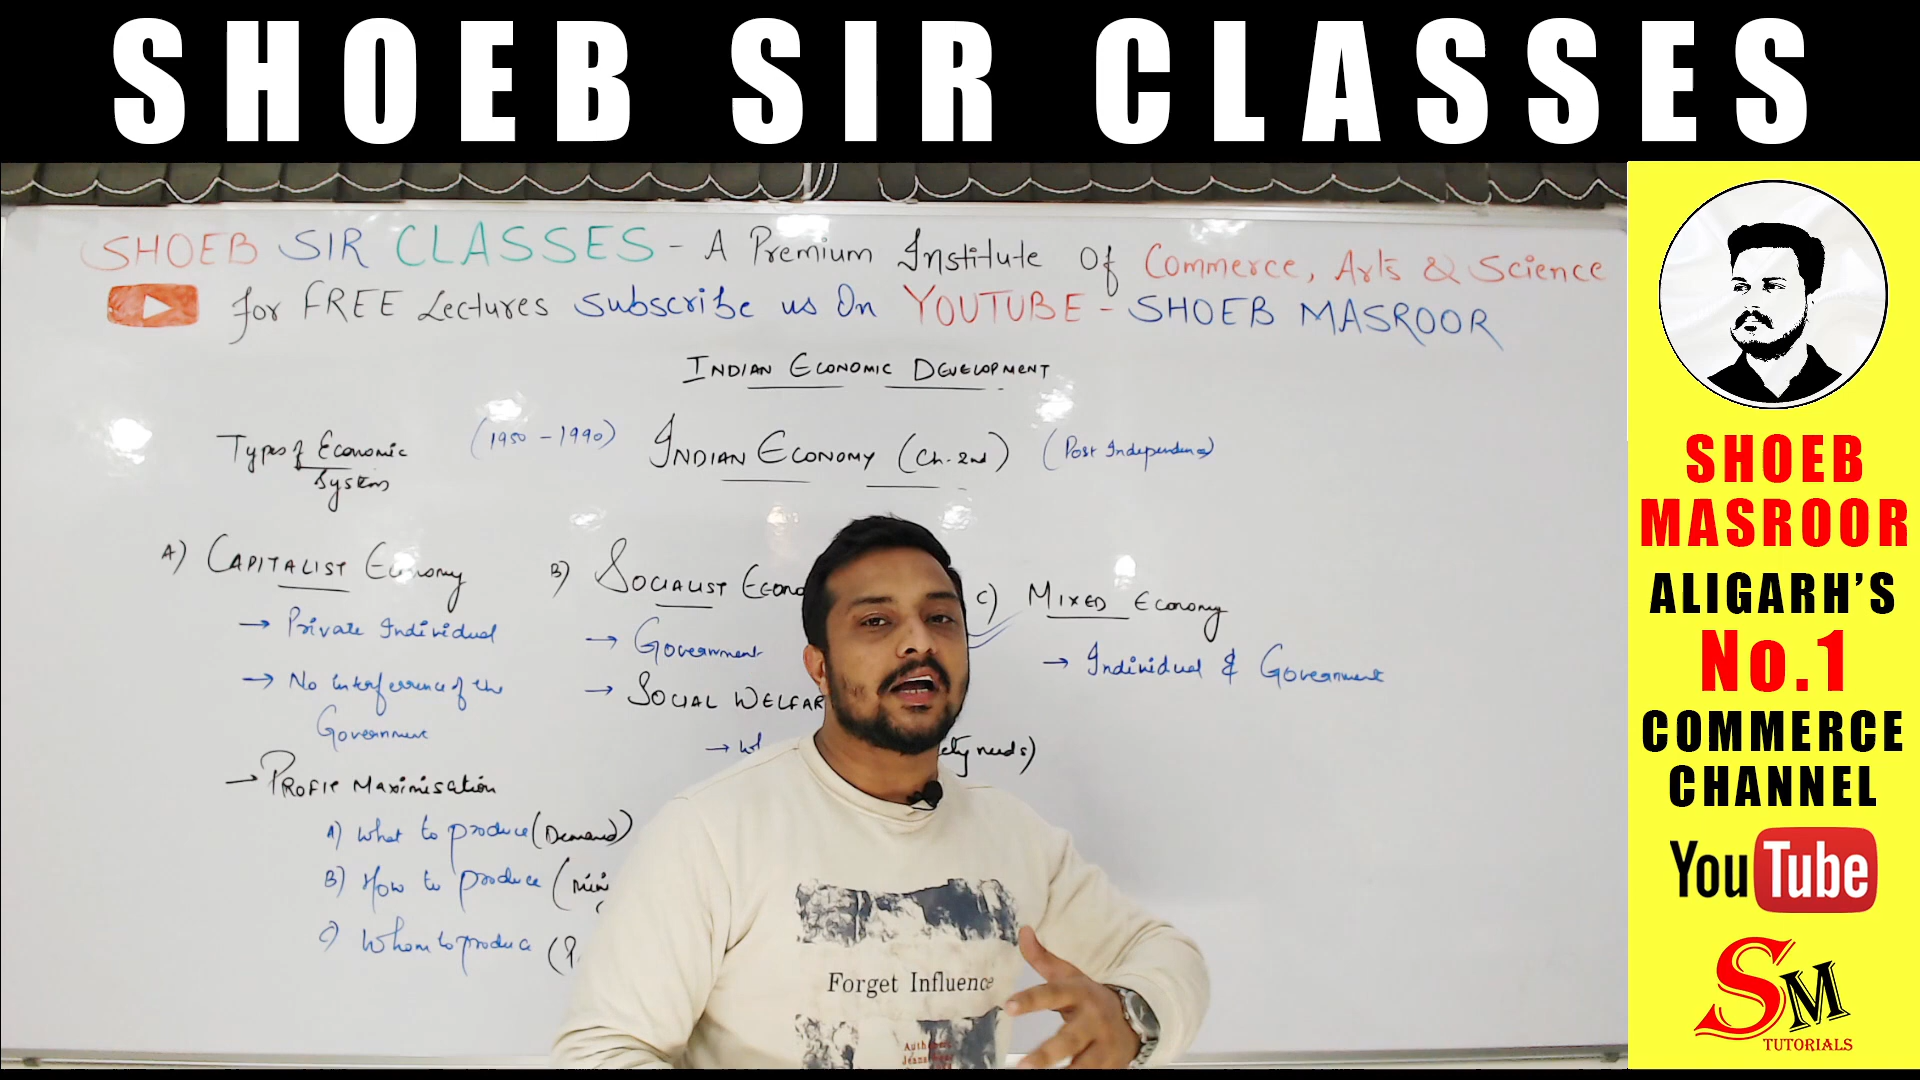 SHOEB SIR CLASSES
SHOEB SIR CLASSES - A Premium Institute Of Commerce, Arts & Science
for FREE Lectures Subscribe us On YOUTUBE - SHOEB MASROOR
INDIAN ECONOMIC DEVELOPMENT
Types of Economic
System
(1950 - 1990) INDIAN ECONOMY (Ch. 2nd) (Post Independence)
A) CAPITALIST Economy
→ Private Individual
→ No Interference of the
Government
→ PROFIT Maximisation
A) What to produce (Demand)
B) How to produce (
C) Whom to produce (
B) SOCIALIST Econo
→ Government
→ SOCIAL WELFAR
→ needs)
C) MIXED Economy
→ Individual & Government
Forget Influence
SHOEB
MASROOR
ALIGARH'S
No.1
COMMERCE
CHANNEL
YouTube
SM
TUTORIALS